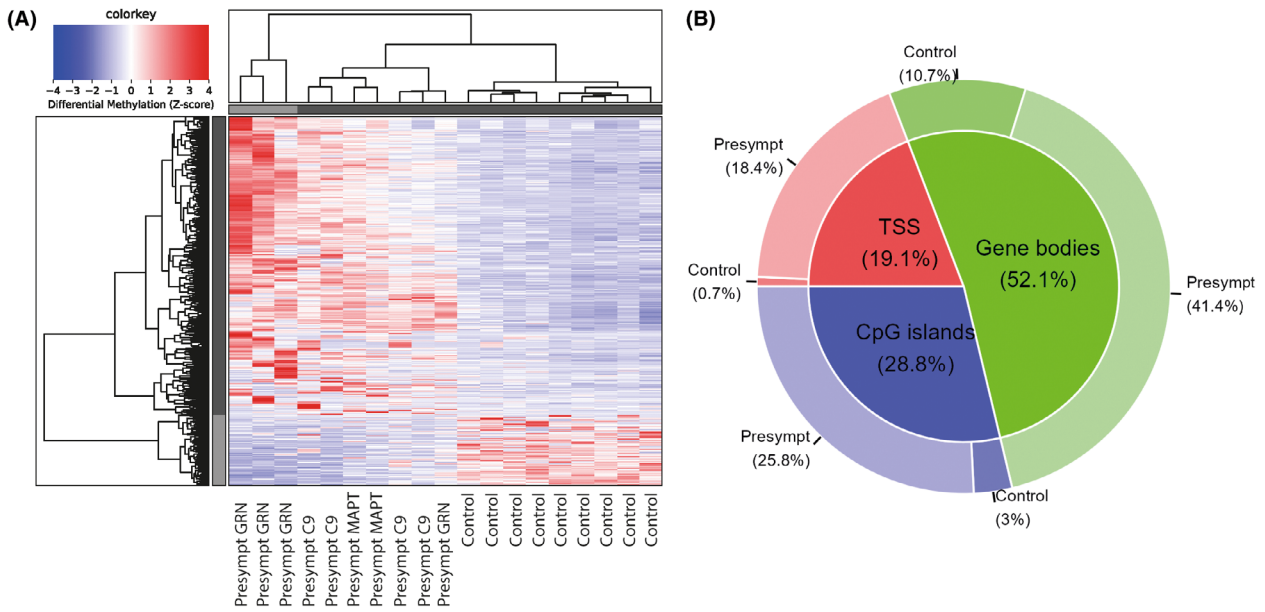 (A)
colorkey
−4 −3 −2 −1 0 1 2 3 4
Differential Methylation (Z-score)
Presympt GRN
Presympt GRN
Presympt GRN
Presympt C9
Presympt C9
Presympt MAPT
Presympt MAPT
Presympt C9
Presympt C9
Presympt GRN
Control
Control
Control
Control
Control
Control
Control
Control
Control
(B)
Control
(10.7%)
Presympt
(18.4%)
TSS
(19.1%)
Gene bodies
(52.1%)
Control
(0.7%)
Presympt
(41.4%)
CpG islands
(28.8%)
Presympt
(25.8%)
Control
(3%)